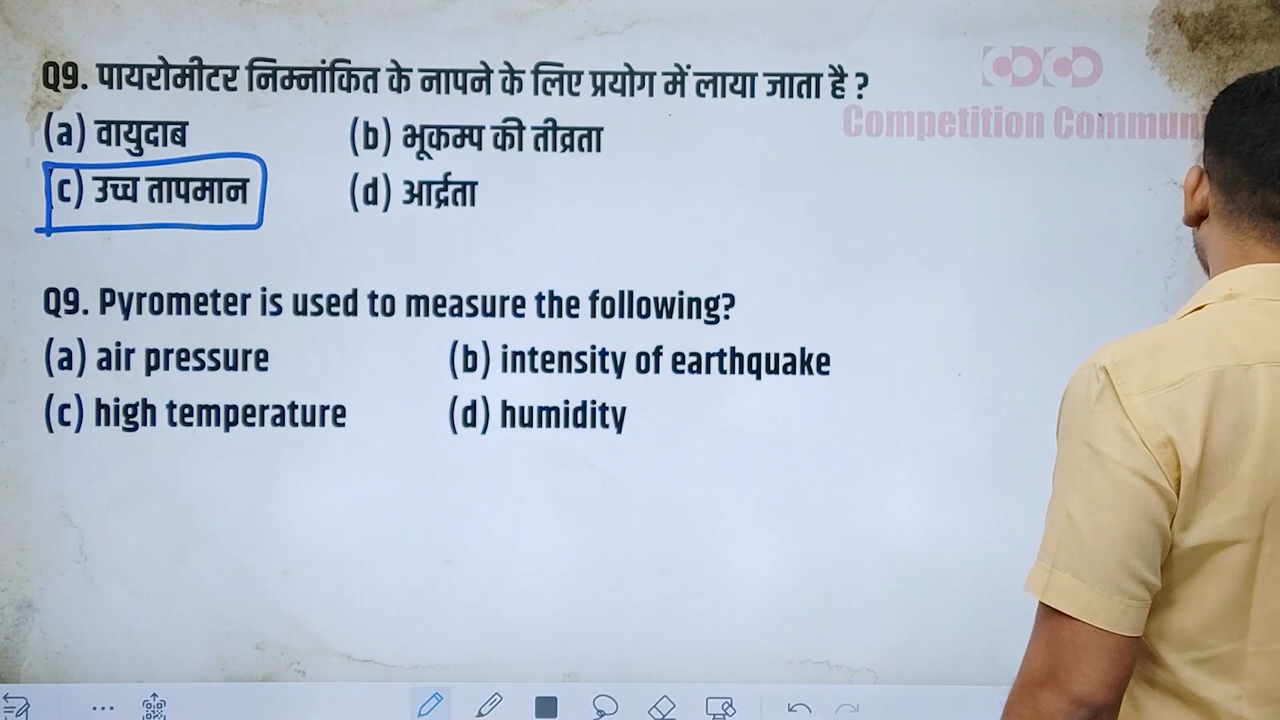 Q9. पायरोमीटर निम्नांकित के नापने के लिए प्रयोग में लाया जाता है ?
(a) वायुदाब (b) भूकम्प की तीव्रता
(c) उच्च तापमान (d) आर्द्रता
Competition Commun
Q9. Pyrometer is used to measure the following?
(a) air pressure (b) intensity of earthquake
(c) high temperature (d) humidity